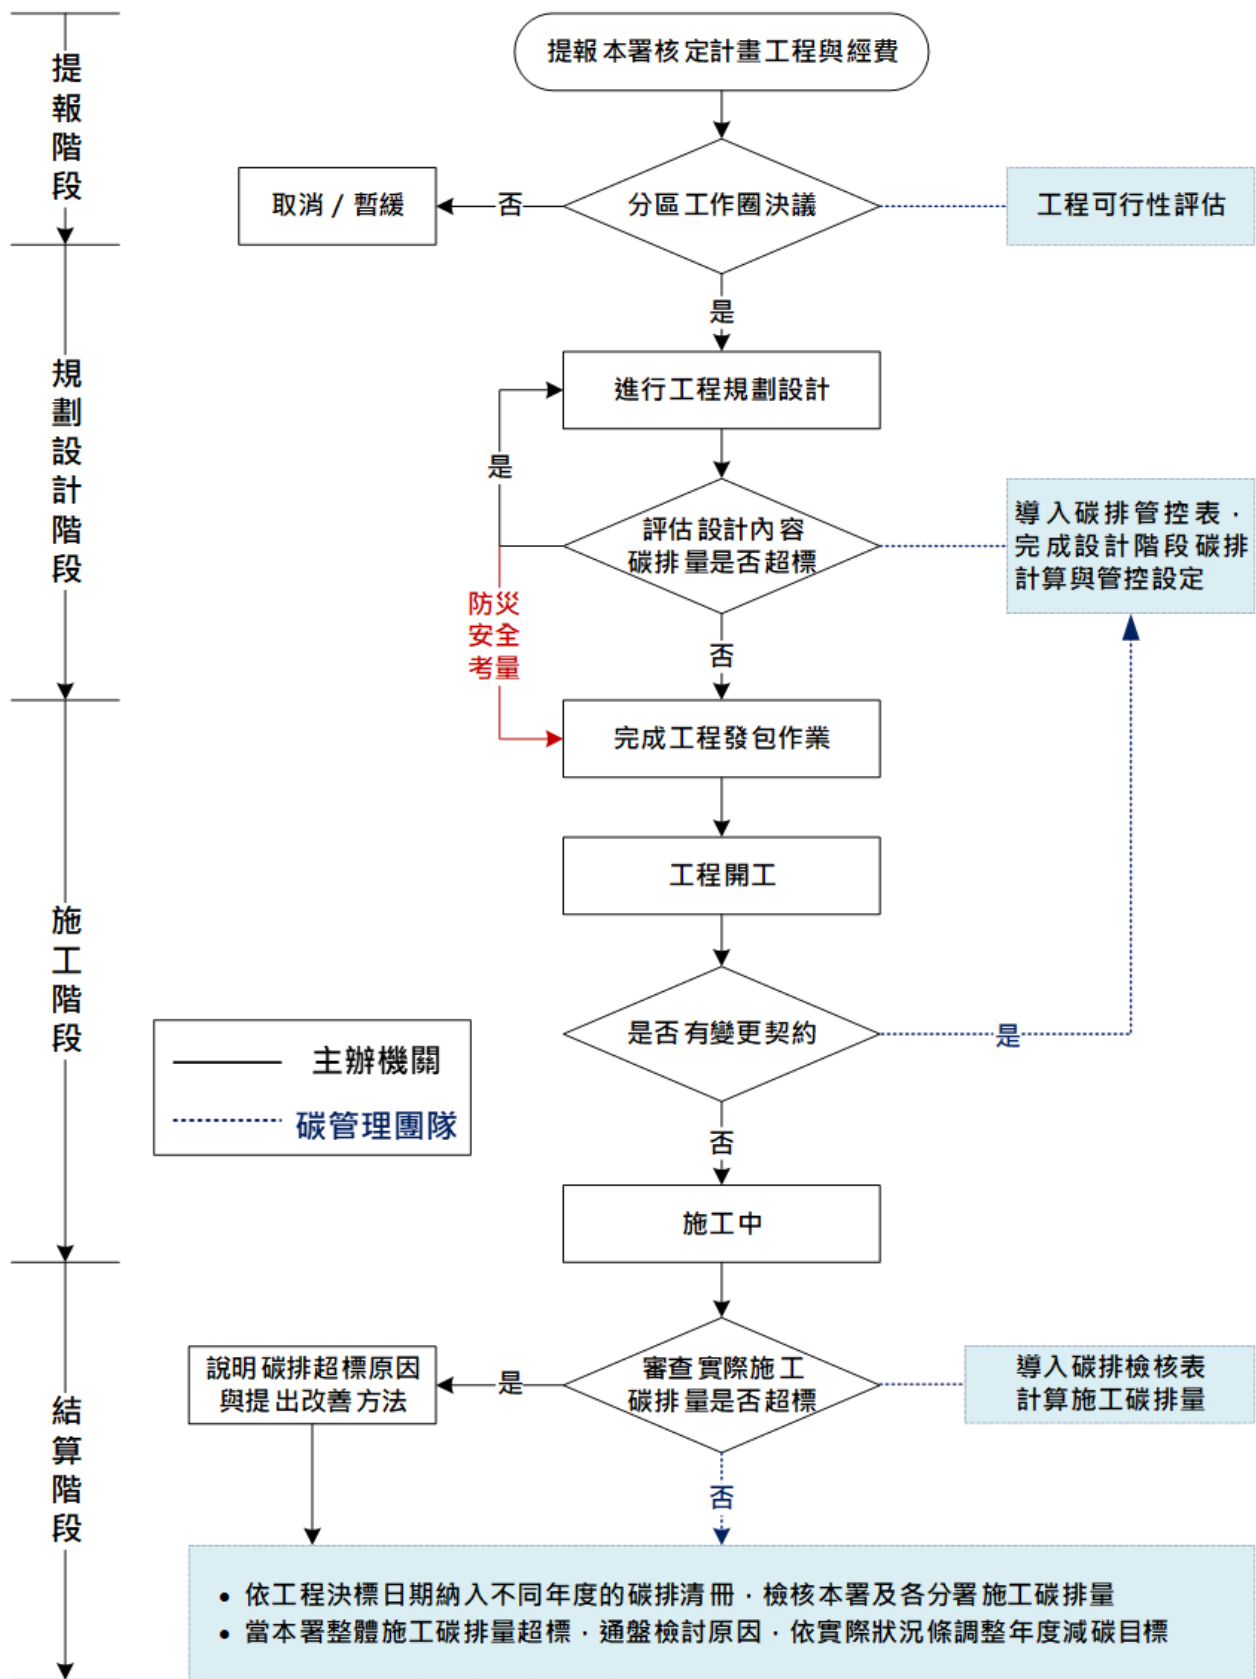 提報階段
提報本署核定計畫工程與經費
分區工作圈決議
否
取消 / 暫緩
工程可行性評估
是
規劃設計階段
進行工程規劃設計
是
評估設計內容
碳排量是否超標
導入碳排管控表，
完成設計階段碳排
計算與管控設定
防災
安全
考量
否
施工階段
完成工程發包作業
工程開工
是否有變更契約
是
主辦機關
碳管理團隊
否
施工中
結算階段
審查實際施工
碳排量是否超標
是
說明碳排超標原因
與提出改善方法
導入碳排檢核表
計算施工碳排量
否
• 依工程決標日期納入不同年度的碳排清冊，檢核本署及各分署施工碳排量
• 當本署整體施工碳排量超標，通盤檢討原因，依實際狀況條調整年度減碳目標